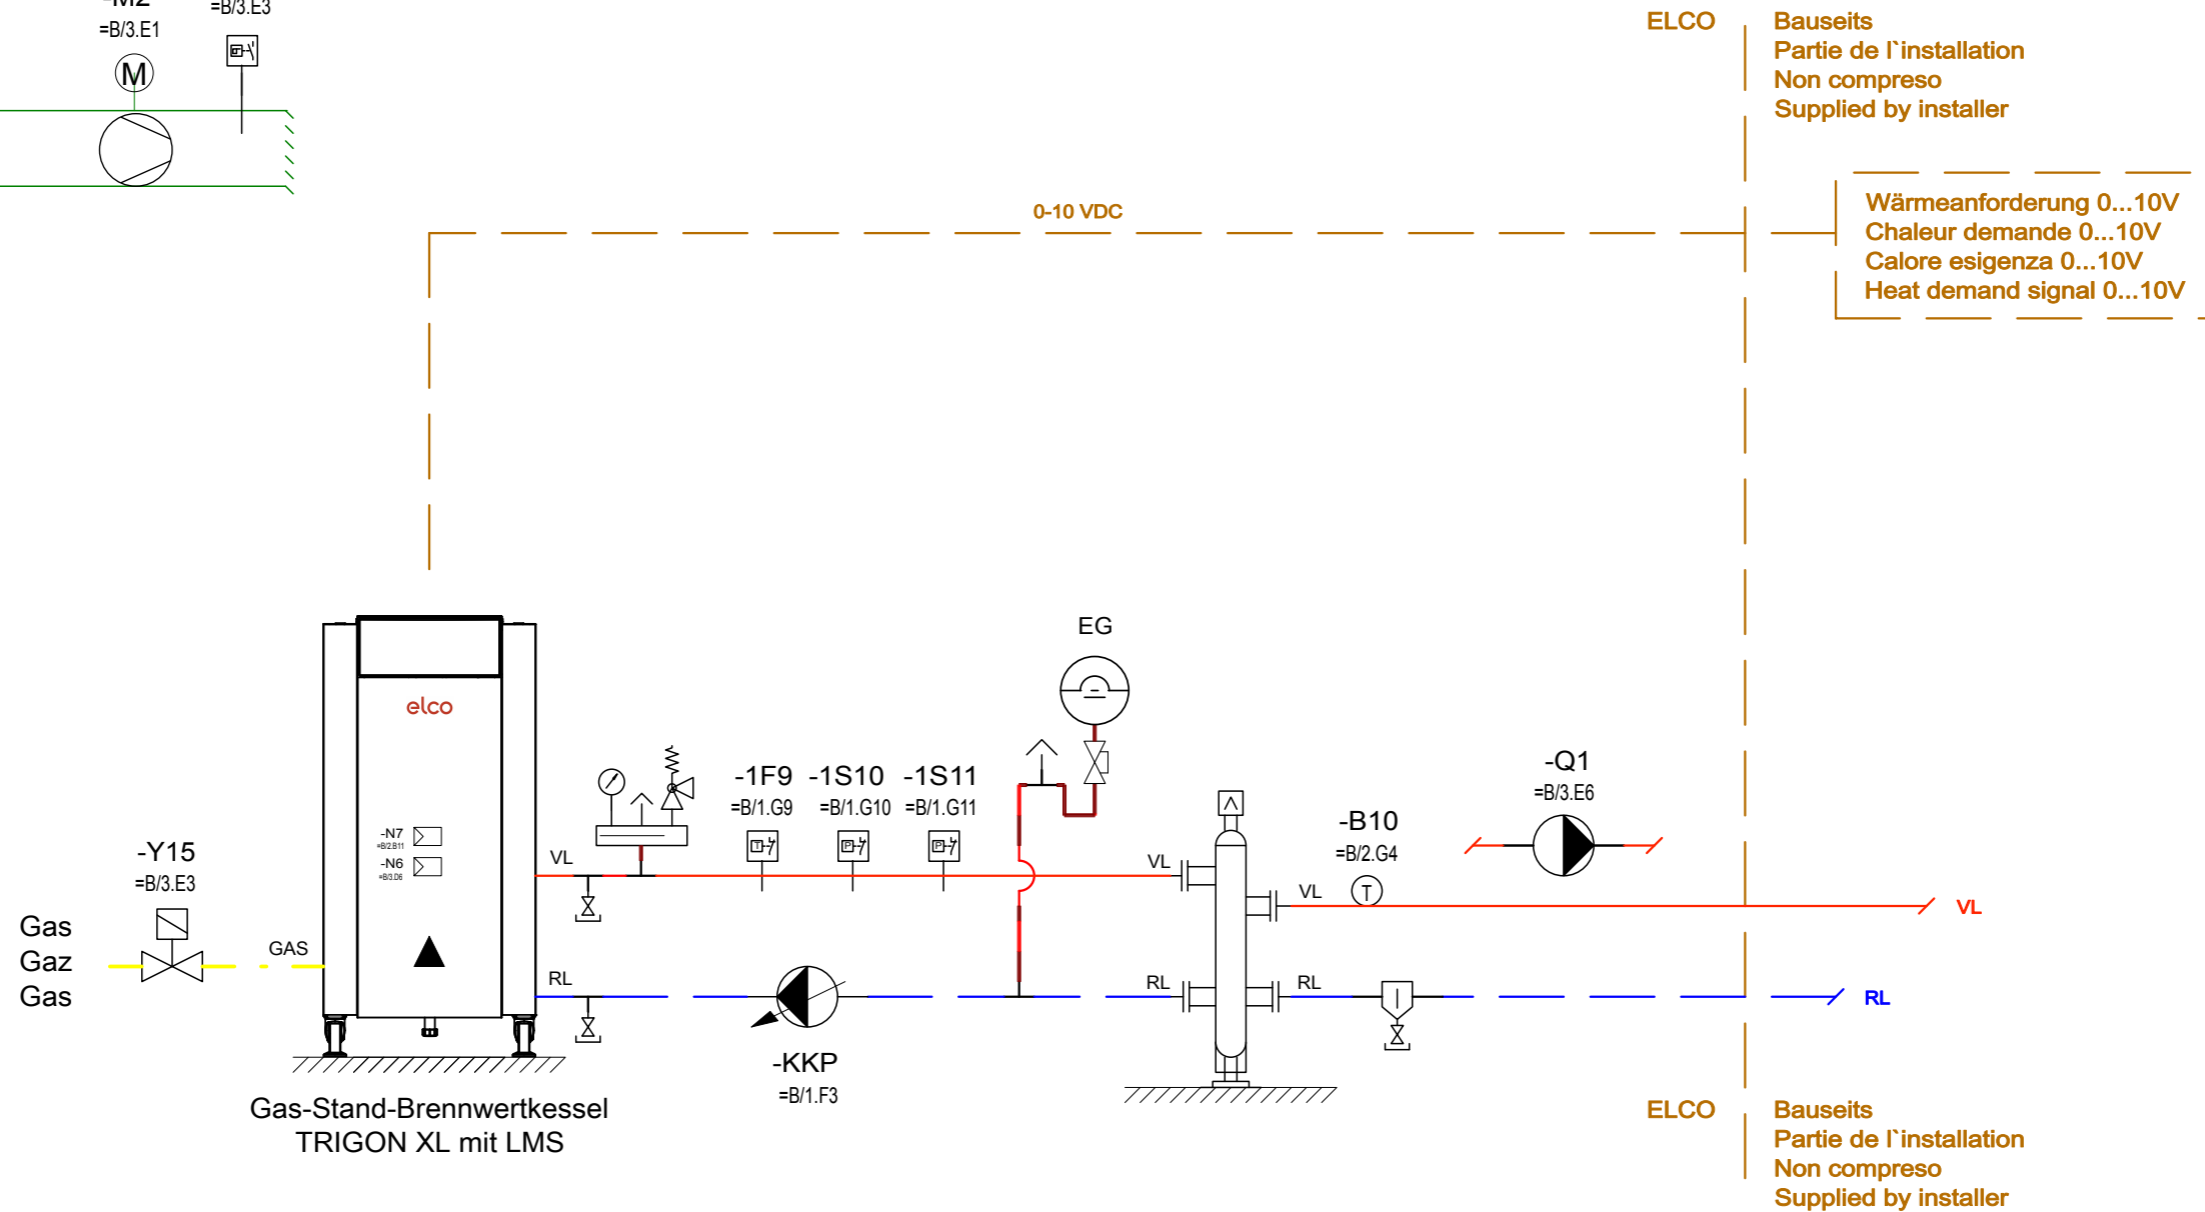 -M2
=B/3.E1
=B/3.E3
M
ELCO
Bauseits
Partie de l`installation
Non compreso
Supplied by installer
0-10 VDC
Wärmeanforderung 0...10V
Chaleur demande 0...10V
Calore esigenza 0...10V
Heat demand signal 0...10V
EG
elco
-1F9
=B/1.G9
-1S10
=B/1.G10
-1S11
=B/1.G11
T
P
P
-Q1
=B/3.E6
-B10
=B/2.G4
T
-N7
=B/2.B11
-N6
=B/3.D6
-Y15
=B/3.E3
VL
VL
VL
VL
Gas
Gaz
Gas
GAS
RL
RL
RL
RL
-KKP
=B/1.F3
Gas-Stand-Brennwertkessel
TRIGON XL mit LMS
ELCO
Bauseits
Partie de l`installation
Non compreso
Supplied by installer